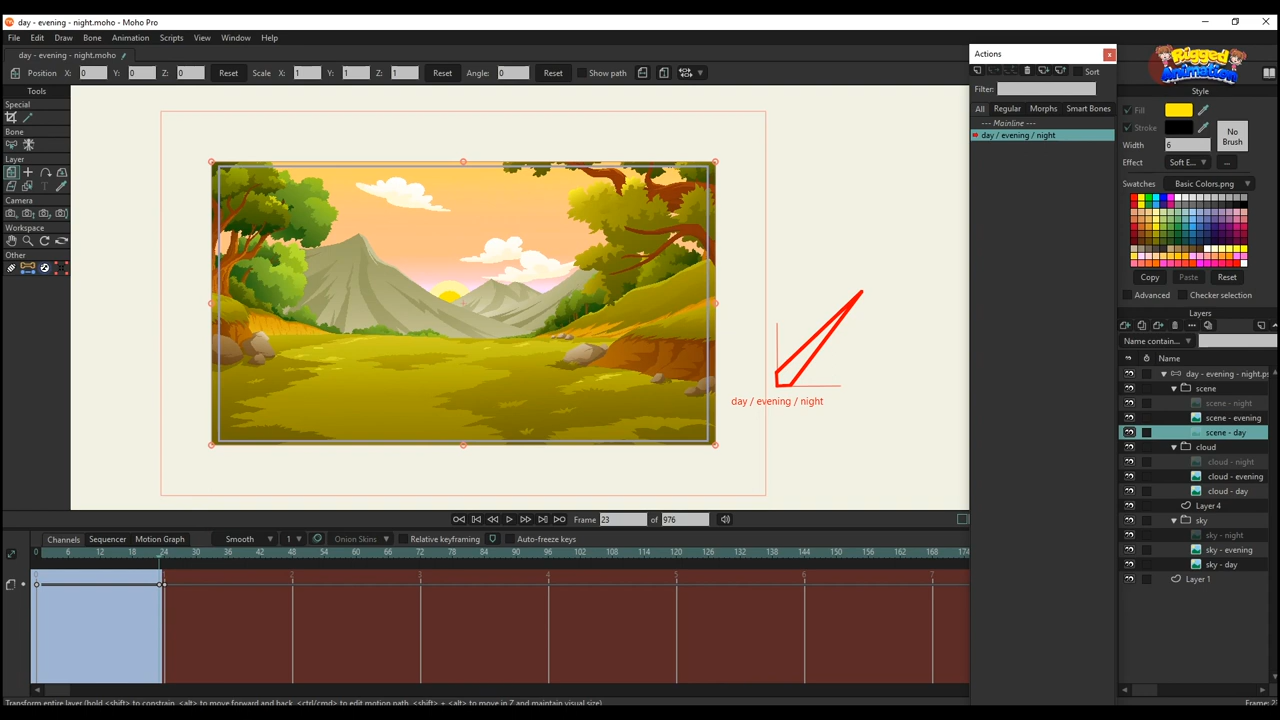 day - evening - night.moho - Moho Pro
File Edit Draw Bone Animation Scripts View Window Help
day - evening - night.moho
Position X: 0 Y: 0 Z: 0 Reset Scale X: 1 Y: 1 Z: 1 Reset Angle: 0 Reset Show path
Tools
Special
Bone
Layer
Camera
Workspace
Other
day / evening / night
Actions
Sort
Filter:
All Regular Morphs Smart Bones
--- Mainline ---
day / evening / night
Rigged
Animation
Style
Fill
Stroke
No
Brush
Width 6
Effect Soft E... ...
Swatches Basic Colors.png
Copy Paste Reset
Advanced Checker selection
Layers
Name contain...
Name
day - evening - night.ps
scene
scene - night
scene - evening
scene - day
cloud
cloud - night
cloud - evening
cloud - day
Layer 4
sky
sky - night
sky - evening
sky - day
Layer 1
Frame 23 of 976
Channels Sequencer Motion Graph Smooth 1 Onion Skins Relative keyframing Auto-freeze keys
0 6 12 18 24 30 36 42 48 54 60 66 72 78 84 90 96 102 108 114 120 126 132 138 144 150 156 162 168 174
0 2 3 4 5 6 7
Transform entire layer (hold <shift> to constrain, <alt> to move forward and back, <ctrl/cmd> to edit motion path, <shift> + <alt> to move in Z and maintain visual size)